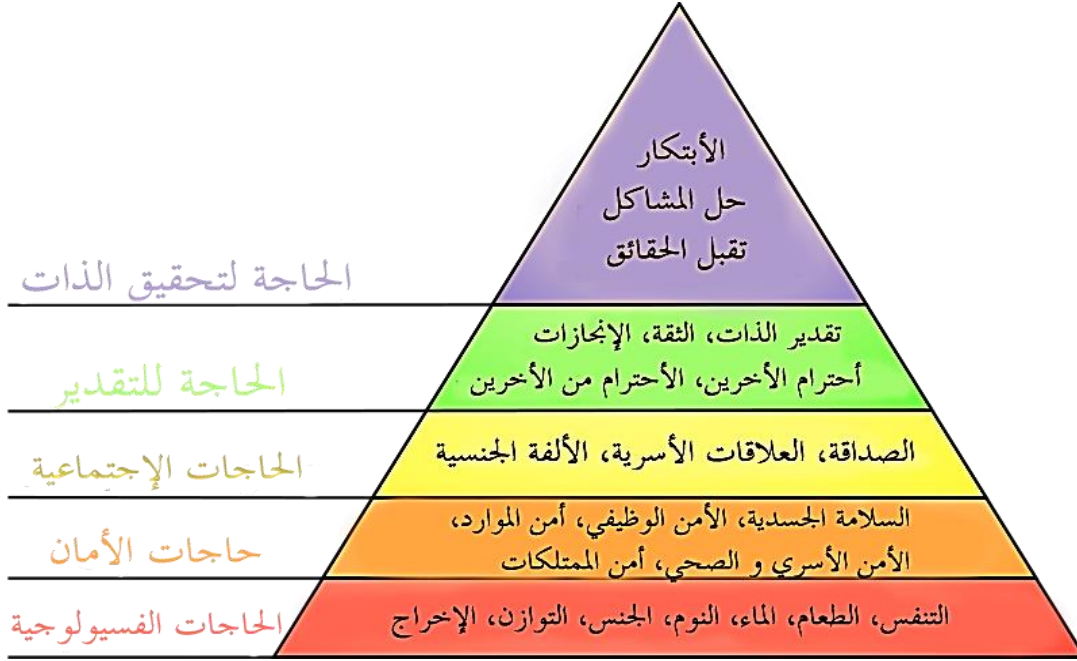 الأبتكار
حل المشاكل
تقبل الحقائق
الحاجة لتحقيق الذات
تقدير الذات، الثقة، الإنجازات
أحترام الأخرين، الأحترام من الأخرين
الحاجة للتقدير
الصداقة، العلاقات الأسرية، الألفة الجنسية
الحاجات الإجتماعية
السلامة الجسدية، الأمن الوظيفي، أمن الموارد،
الأمن الأسري و الصحي، أمن الممتلكات
حاجات الأمان
التنفس، الطعام، الماء، النوم، الجنس، التوازن، الإخراج
الحاجات الفسيولوجية